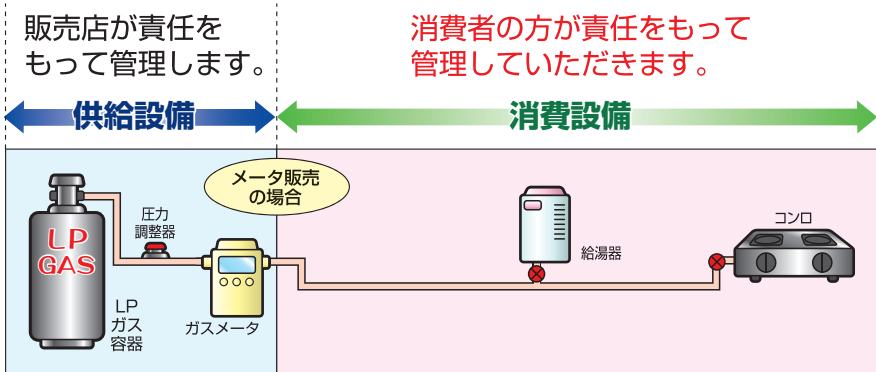 販売店が責任を
もって管理します。
消費者の方が責任をもって
管理していただきます。
供給設備
消費設備
メータ販売
の場合
圧力
調整器
LP
GAS
LP
ガス
容器
ガスメータ
給湯器
コンロ